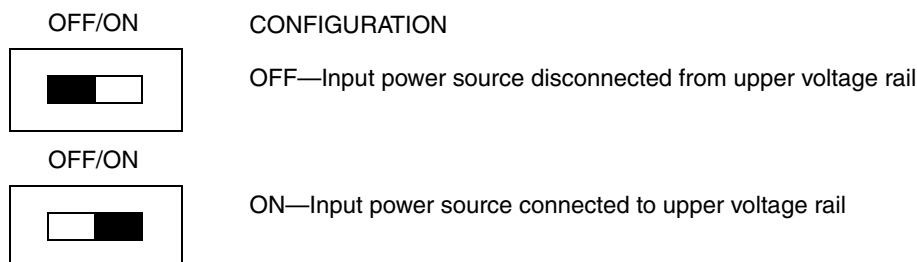 OFF/ON CONFIGURATION
OFF—Input power source disconnected from upper voltage rail
OFF/ON
ON—Input power source connected to upper voltage rail